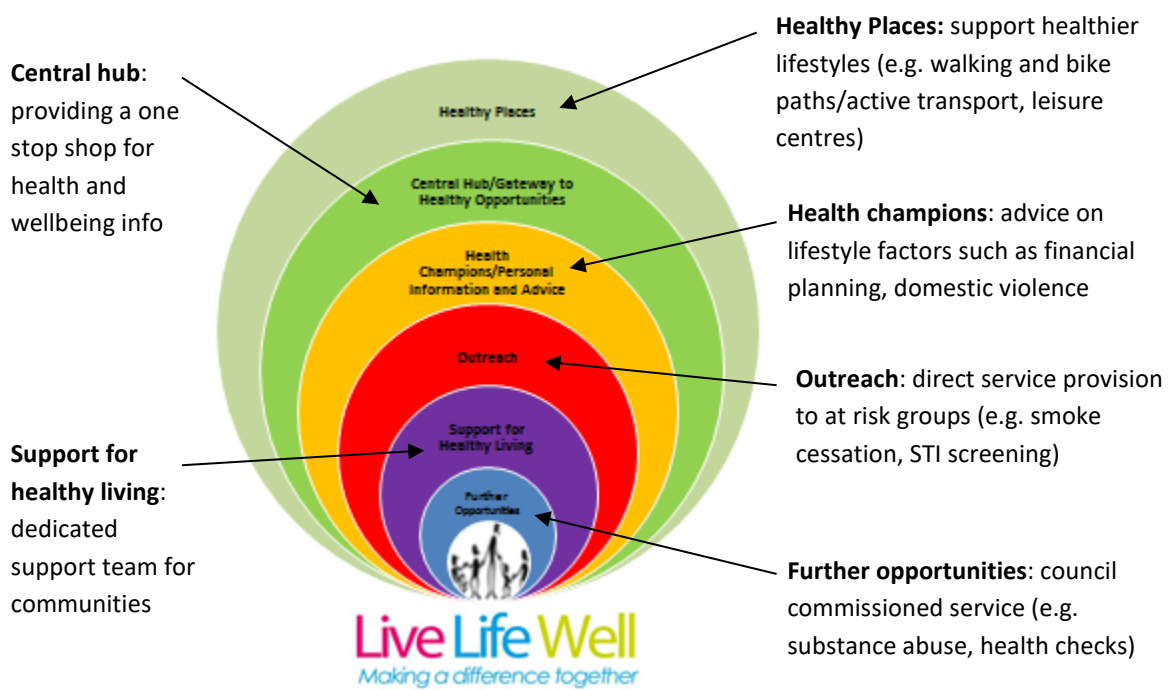 Central hub:
providing a one
stop shop for
health and
wellbeing info
Support for
healthy living:
dedicated
support team for
communities
Healthy Places
Central Hub/Gateway to
Healthy Opportunities
Health
Champions/Personal
Information and Advice
Outreach
Support for
Healthy Living
Further
Opportunities
Live Life Well
Making a difference together
Healthy Places: support healthier
lifestyles (e.g. walking and bike
paths/active transport, leisure
centres)
Health champions: advice on
lifestyle factors such as financial
planning, domestic violence
Outreach: direct service provision
to at risk groups (e.g. smoke
cessation, STI screening)
Further opportunities: council
commissioned service (e.g.
substance abuse, health checks)